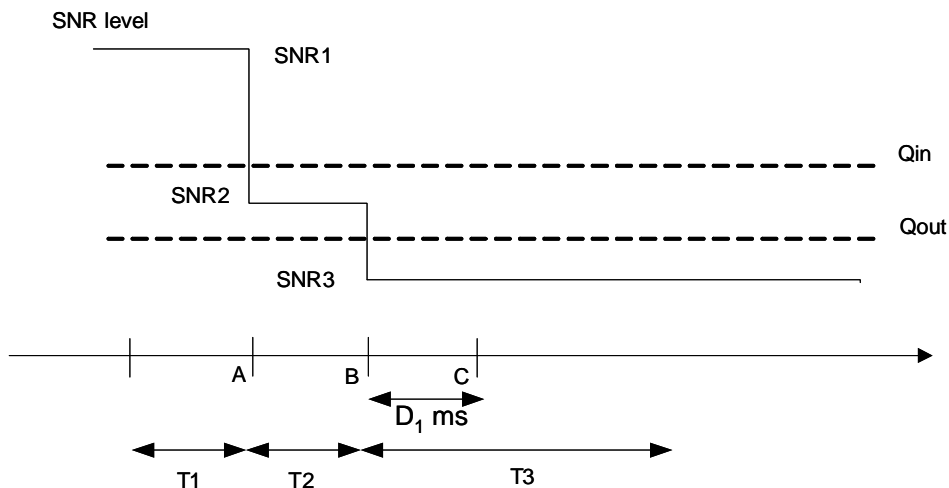 SNR level
SNR1
Qin
SNR2
Qout
SNR3
A B C
D1 ms
T1 T2 T3